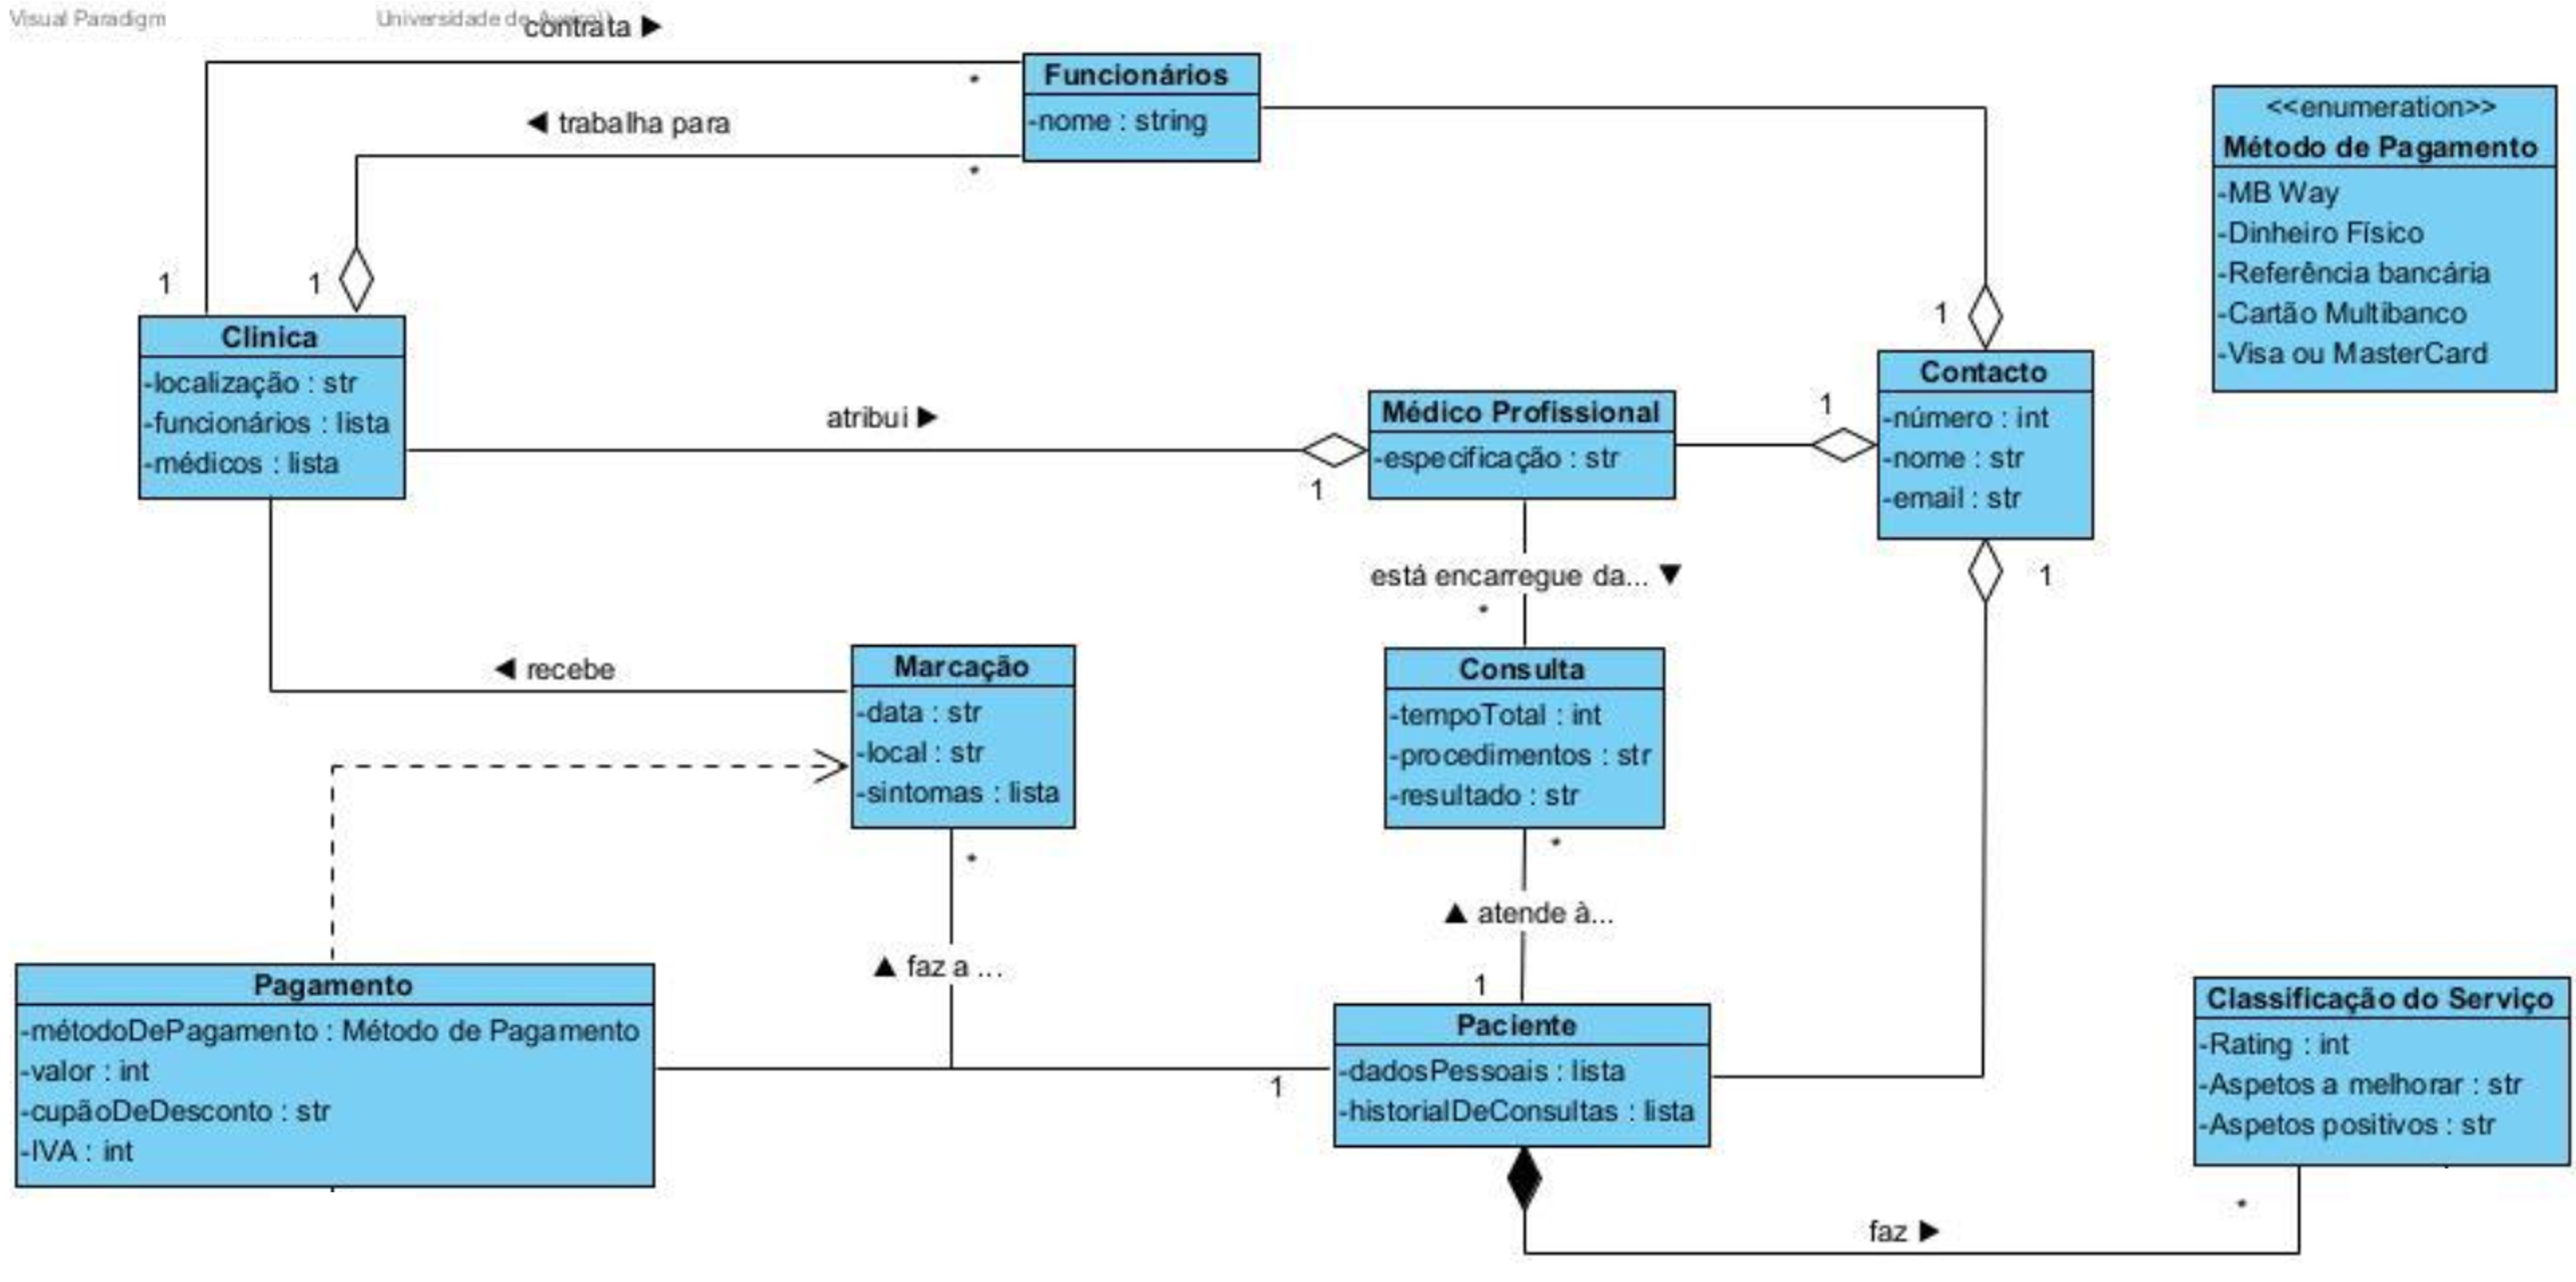 Visual Paradigm
Universidade de Aveiro
contrata ▶
Funcionários
-nome : string
*
◀ trabalha para
*
1
1
<<enumeration>>
Método de Pagamento
-MB Way
-Dinheiro Físico
-Referência bancária
-Cartão Multibanco
-Visa ou MasterCard
Clinica
-localização : str
-funcionários : lista
-médicos : lista
atribui ▶
1
Médico Profissional
-especificação : str
1
1
Contacto
-número : int
-nome : str
-email : str
1
está encarregue da... ▼
*
◀ recebe
Marcação
-data : str
-local : str
-sintomas : lista
*
Consulta
-tempoTotal : int
-procedimentos : str
-resultado : str
*
▲ atende à...
1
▲ faz a ...
Pagamento
-métodoDePagamento : Método de Pagamento
-valor : int
-cupãoDeDesconto : str
-IVA : int
1
Paciente
-dadosPessoais : lista
-historialDeConsultas : lista
Classificação do Serviço
-Rating : int
-Aspetos a melhorar : str
-Aspetos positivos : str
*
faz ▶